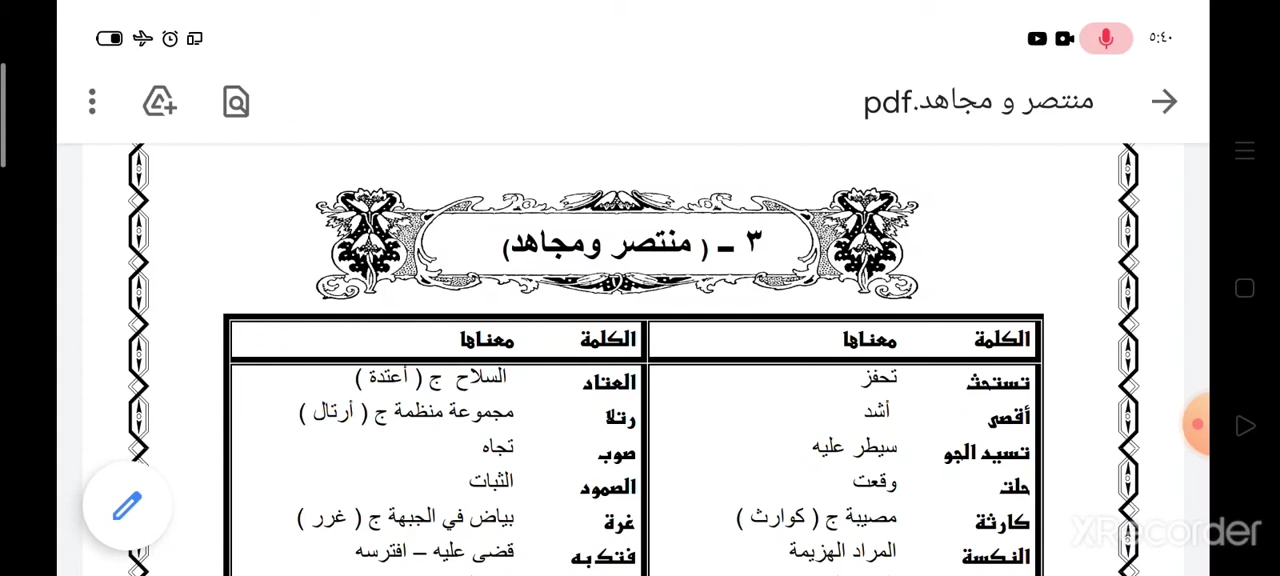 ٥:٤٠
منتصر و مجاهد.pdf
٣ – ( منتصر ومجاهد)
الكلمة معناها الكلمة معناها
تستحث تحفز العتاد السلاح ج ( أعتدة )
أقصى أشد رتلا مجموعة منظمة ج ( أرتال )
تسيد الجو سيطر عليه صوب تجاه
حلت وقعت الصمود الثبات
كارثة مصيبة ج ( كوارث ) غرة بياض في الجبهة ج ( غرر )
النكسة المراد الهزيمة فتك به قضى عليه – افترسه
XRecorder